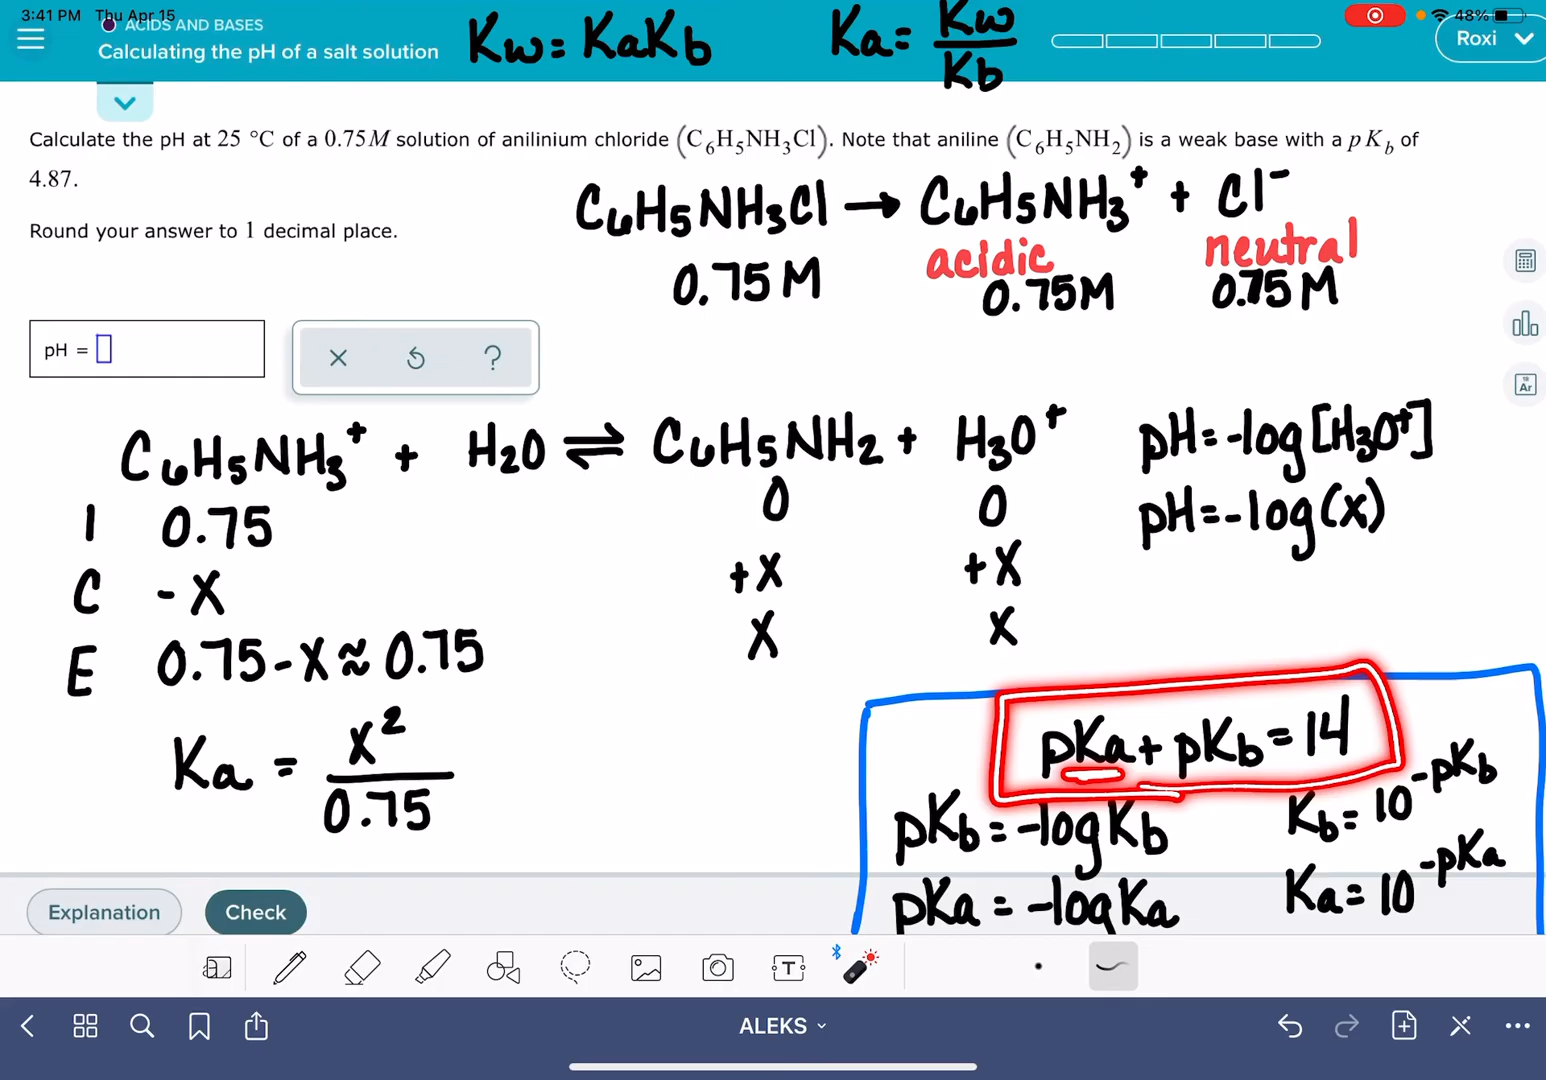 3:41 PM Thu Apr 15
48%
ACIDS AND BASES
Calculating the pH of a salt solution
Kw = KaKb
Ka = Kw/Kb
Roxi
Calculate the pH at 25 °C of a 0.75M solution of anilinium chloride (C6H5NH3Cl). Note that aniline (C6H5NH2) is a weak base with a pKb of
4.87.
Round your answer to 1 decimal place.
C6H5NH3Cl → C6H5NH3+ + Cl-
acidic neutral
0.75 M 0.75M 0.75 M
pH =
× ?
C6H5NH3+ + H2O ⇌ C6H5NH2 + H3O+
pH = -log[H3O+]
I 0.75 0 0
pH = -log(x)
C -x +x +x
E 0.75-x ≈ 0.75 x x
Ka = x²/0.75
pKa + pKb = 14
pKb = -log Kb
Kb = 10^-pKb
pKa = -log Ka
Ka = 10^-pKa
18
Ar
Explanation
Check
a
T
ALEKS